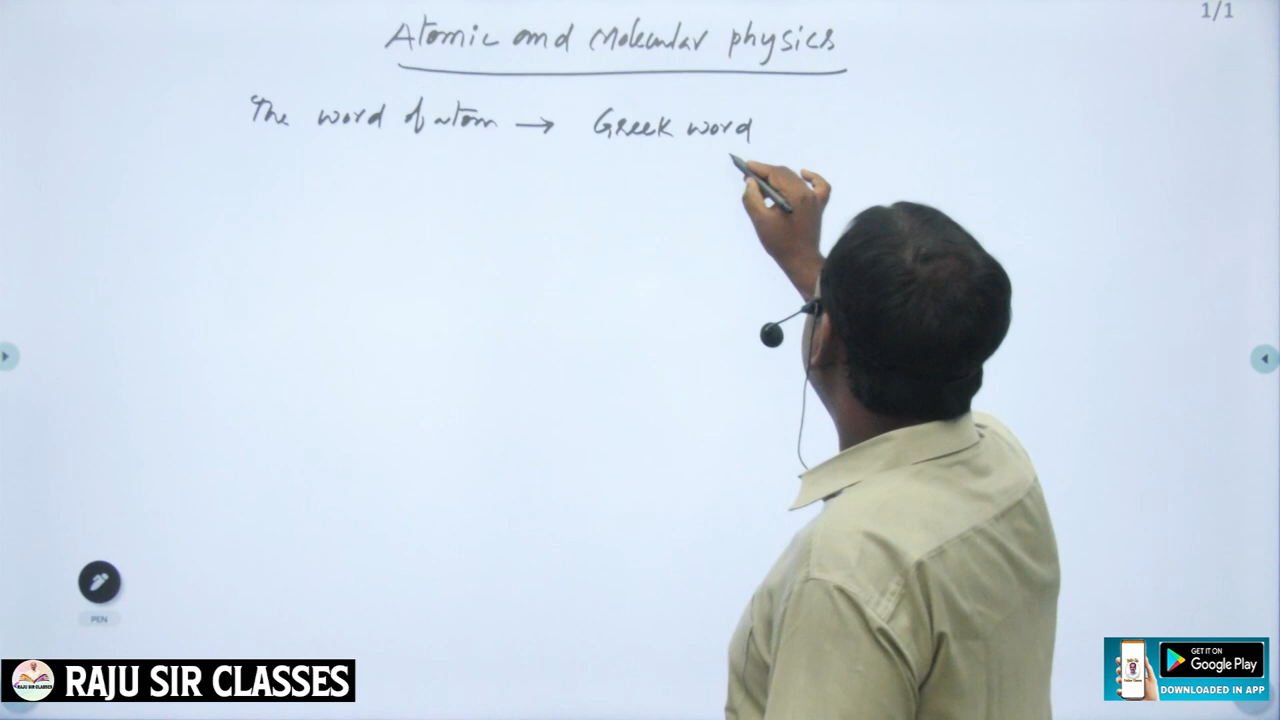 1/1
Atomic and Molecular physics
The word of atom → Greek word
PEN
RAJU SIR CLASSES
GET IT ON
Google Play
DOWNLOADED IN APP